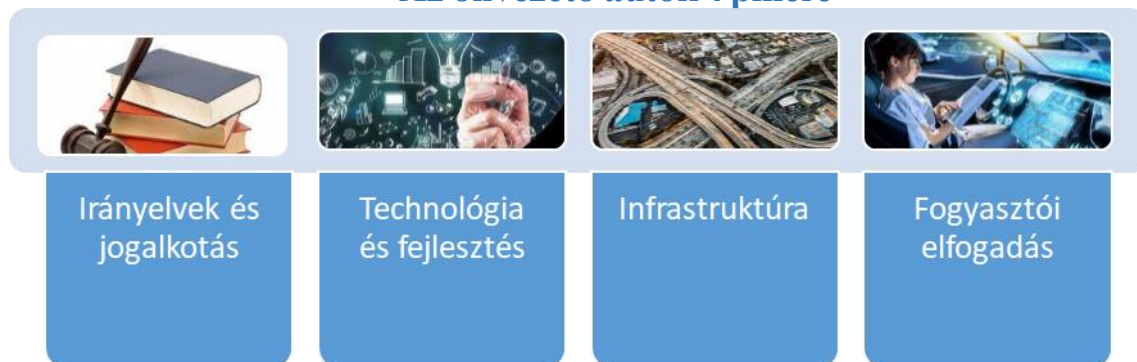 Irányelvek és
jogalkotás
Technológia
és fejlesztés
Infrastruktúra
Fogyasztói
elfogadás